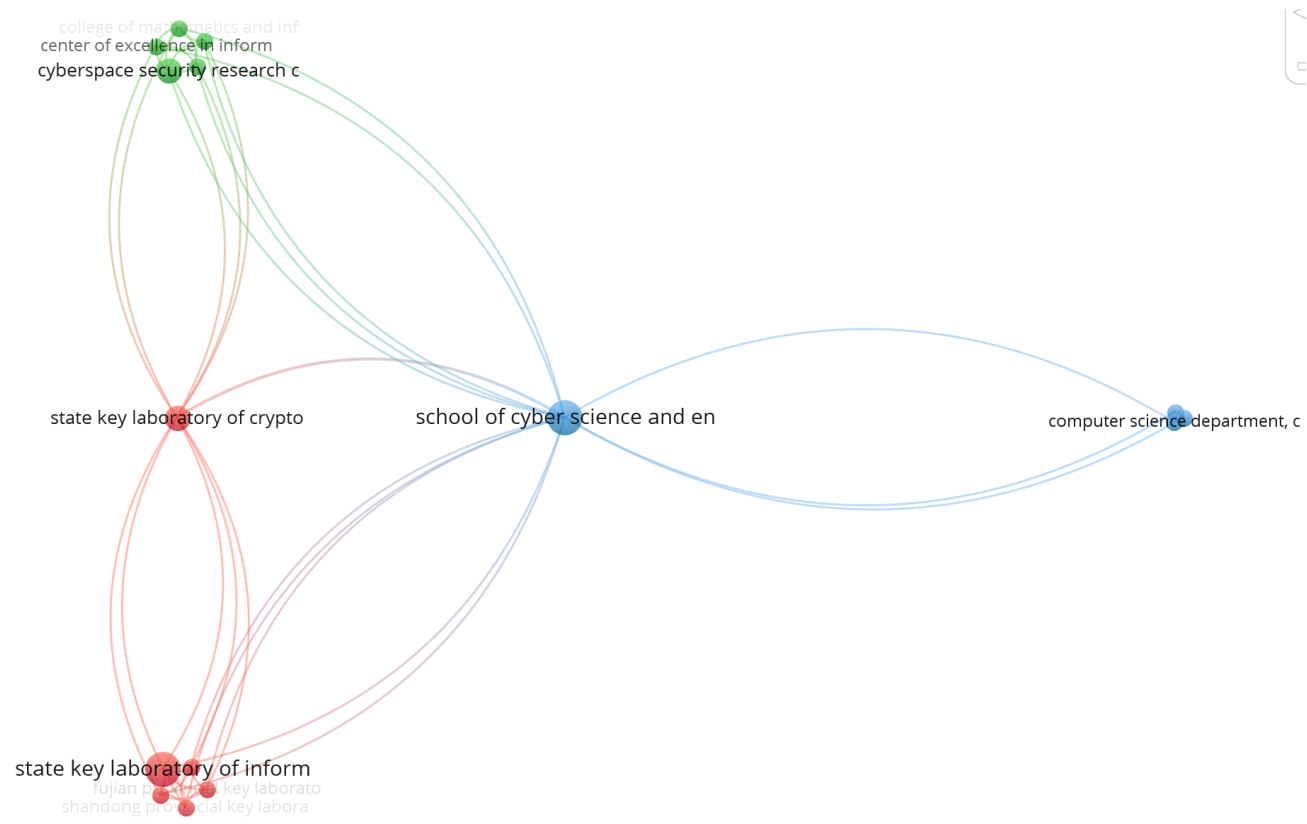 college of mathematics and inf
center of excellence in inform
cyberspace security research c
state key laboratory of crypto
school of cyber science and en
computer science department, c
state key laboratory of inform
fujian provincial key laborato
shandong provincial key labora